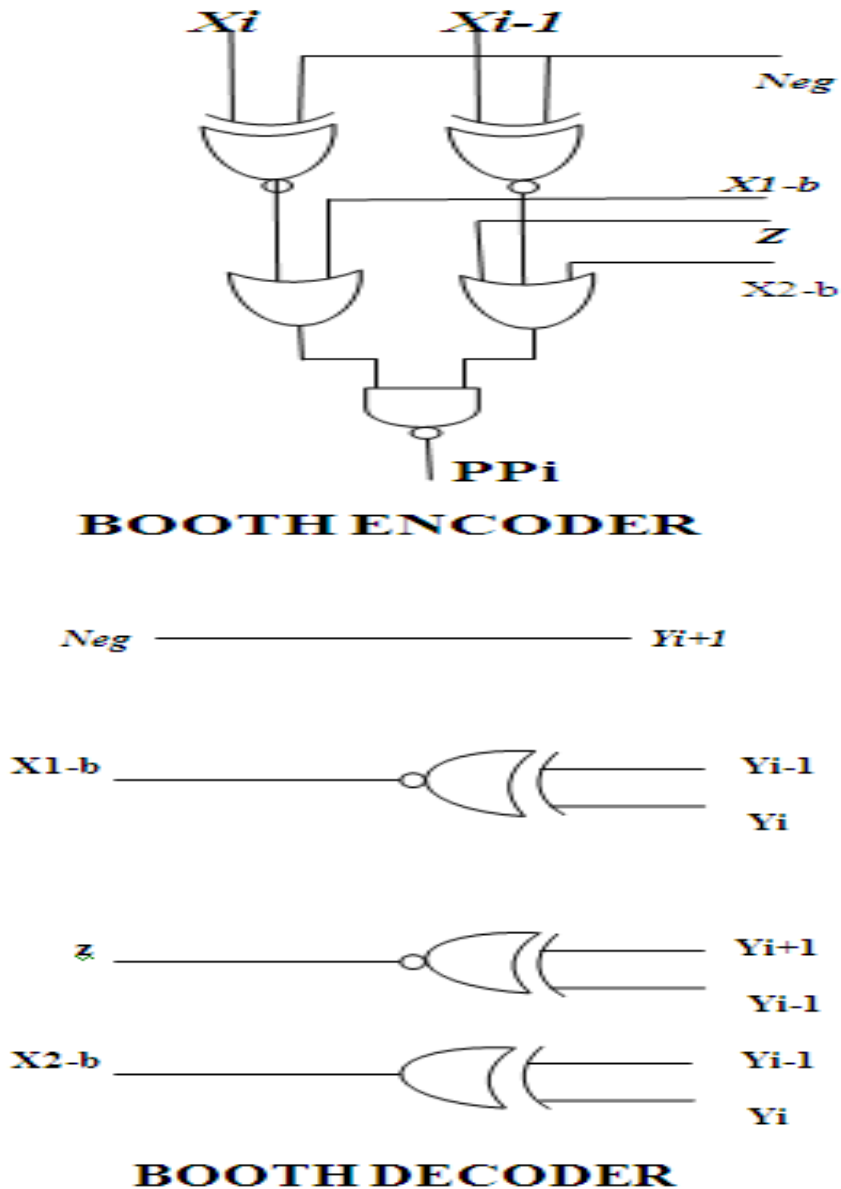 Xi Xi-1
Neg
X1-b
Z
X2-b
PPi
BOOTH ENCODER
Neg Yi+1
X1-b Yi-1
Yi
z Yi+1
Yi-1
X2-b Yi-1
Yi
BOOTH DECODER